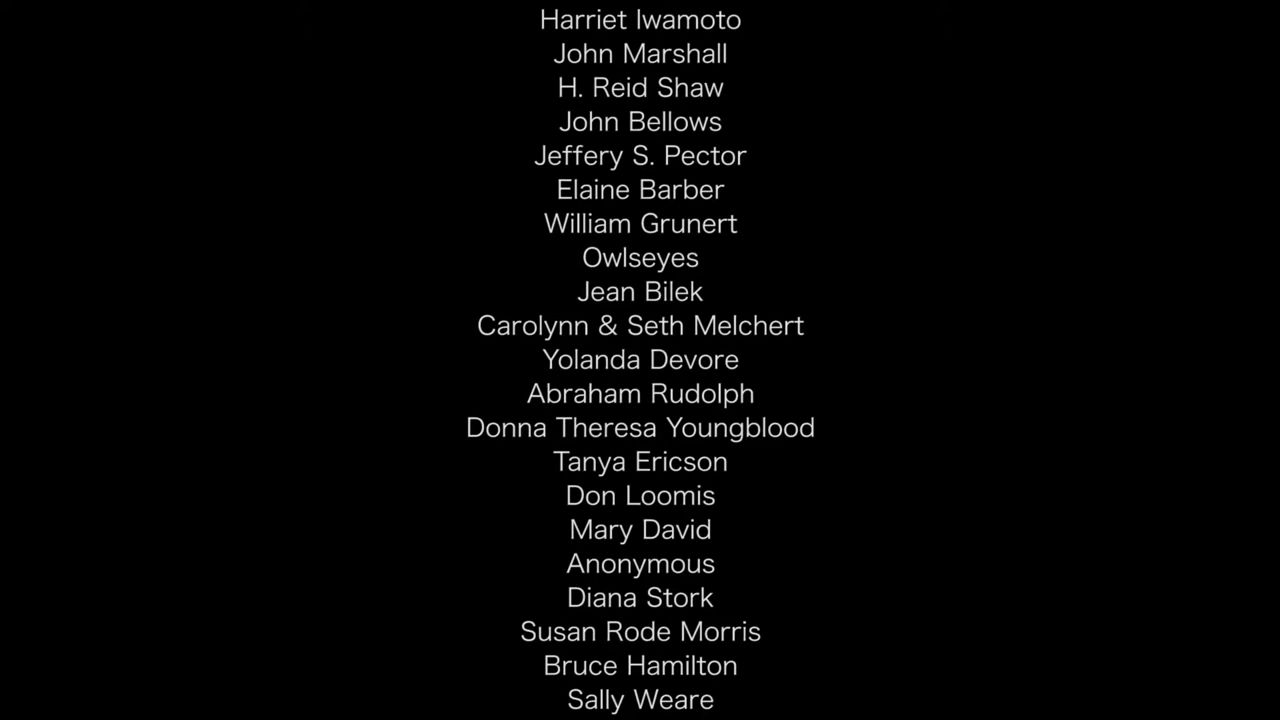 Harriet Iwamoto
John Marshall
H. Reid Shaw
John Bellows
Jeffery S. Pector
Elaine Barber
William Grunert
Owlseyes
Jean Bilek
Carolynn & Seth Melchert
Yolanda Devore
Abraham Rudolph
Donna Theresa Youngblood
Tanya Ericson
Don Loomis
Mary David
Anonymous
Diana Stork
Susan Rode Morris
Bruce Hamilton
Sally Weare